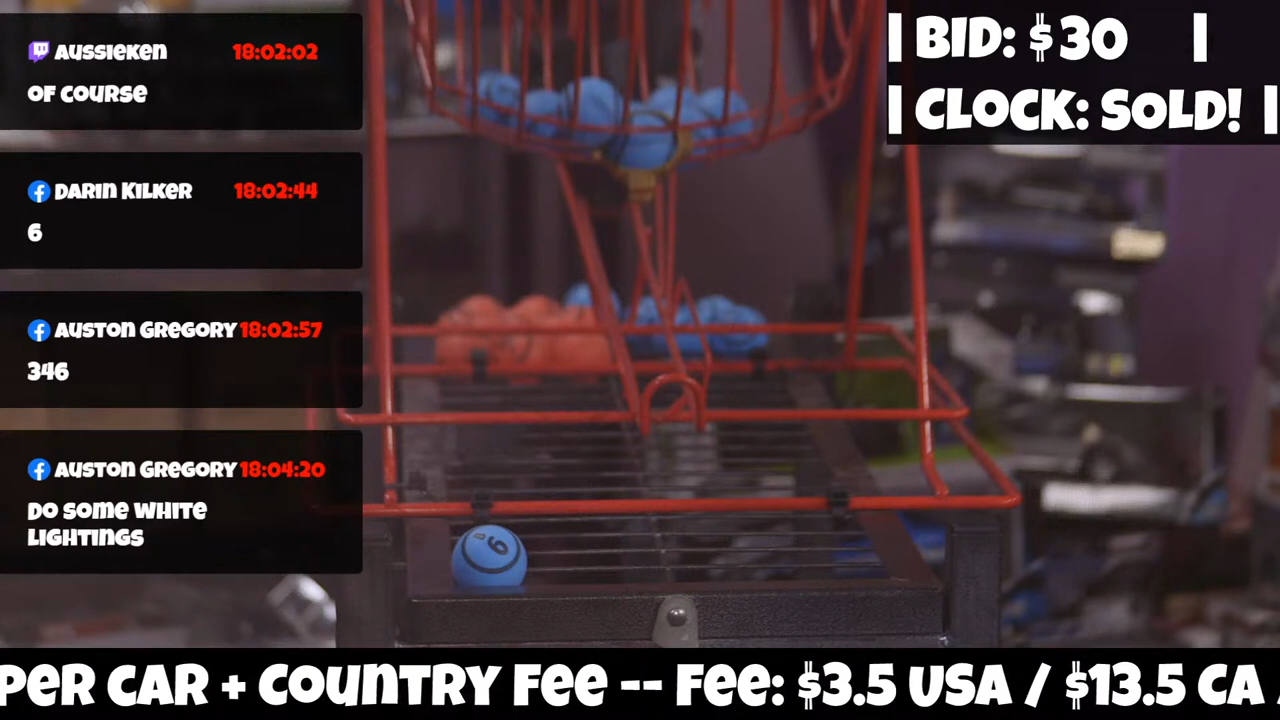 Aussieken 18:02:02
of course
Darin Kilker 18:02:44
6
Auston Gregory 18:02:57
346
Auston Gregory 18:04:20
Do some white
lightings
| BID: $30 |
| CLOCK: SOLD! |
B 6
PER CAR + COUNTRY FEE -- FEE: $3.5 USA / $13.5 CA